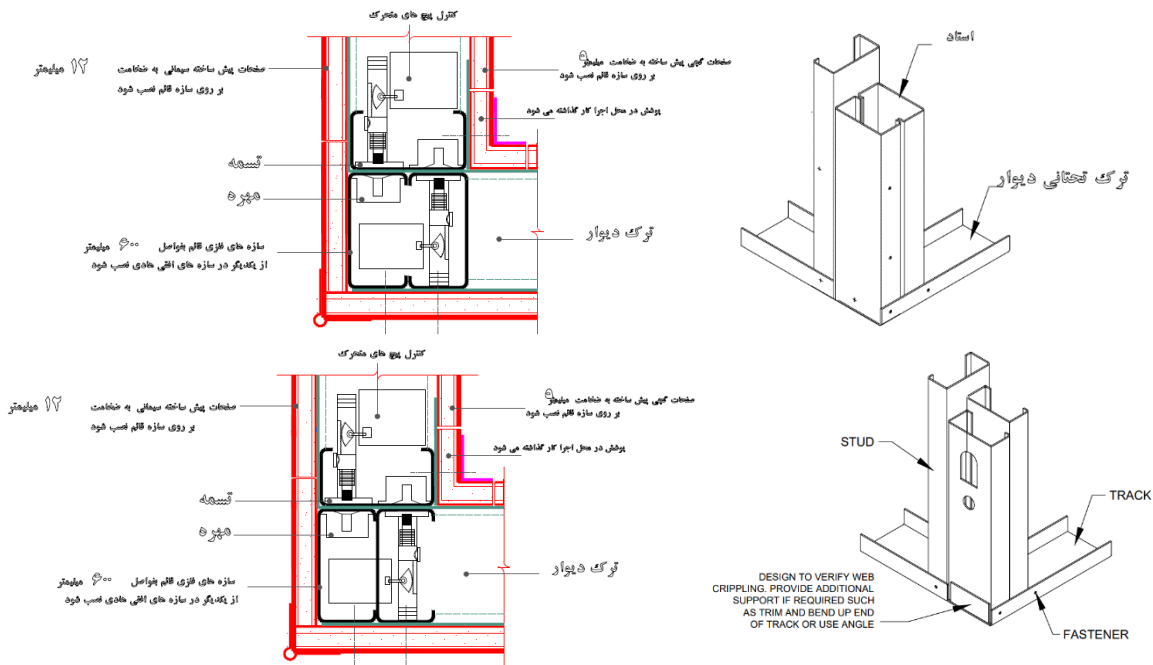 کنترل پیچ های متحرک
صفحات پیش ساخته سیمانی به ضخامت ۱۲ میلیمتر
بر روی سازه قائم نصب شود
صفحات گچی پیش ساخته به ضخامت میلیمتر
بر روی سازه قائم نصب شود
پوشش در محل اجرا کار گذاشته می شود
تسمه
مهره
سازه های فلزی قائم بفواصل ۶۰۰ میلیمتر
از یکدیگر در سازه های افقی هادی نصب شود
ترک دیوار
استاد
ترک تحتانی دیوار
کنترل پیچ های متحرک
صفحات پیش ساخته سیمانی به ضخامت ۱۲ میلیمتر
بر روی سازه قائم نصب شود
صفحات گچی پیش ساخته به ضخامت میلیمتر
بر روی سازه قائم نصب شود
پوشش در محل اجرا کار گذاشته می شود
تسمه
مهره
سازه های فلزی قائم بفواصل ۶۰۰ میلیمتر
از یکدیگر در سازه های افقی هادی نصب شود
ترک دیوار
STUD
TRACK
DESIGN TO VERIFY WEB
CRIPPLING. PROVIDE ADDITIONAL
SUPPORT IF REQUIRED SUCH
AS TRIM AND BEND UP END
OF TRACK OR USE ANGLE
FASTENER